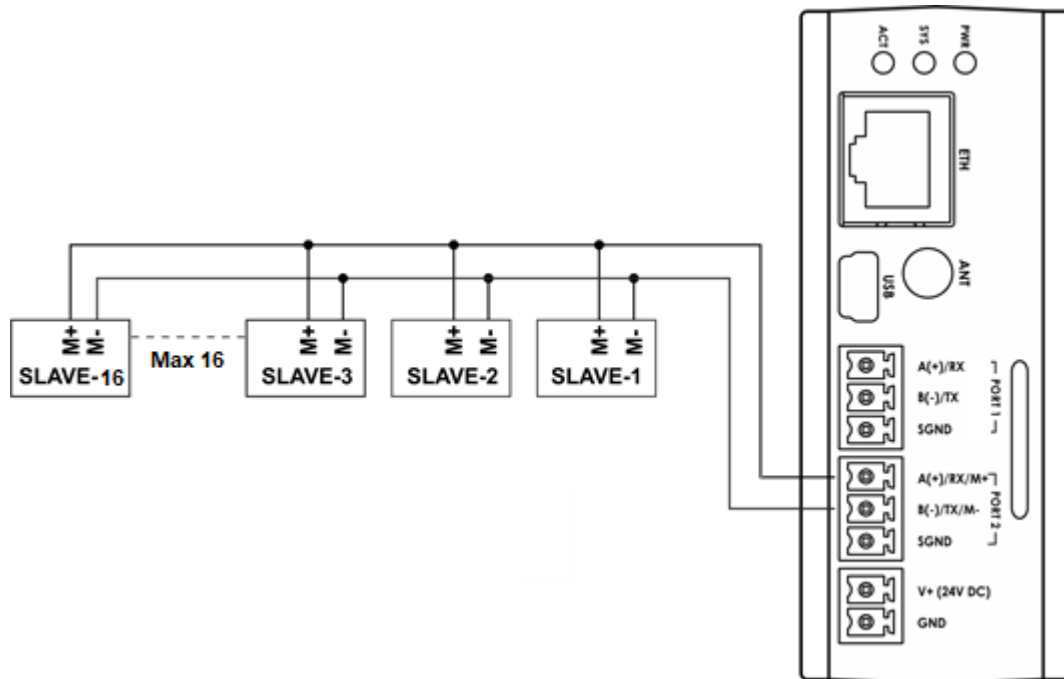 ACT
SYS
PWR
ETH
ANT
USB
M+
M-
SLAVE-16
Max 16
M+
M-
SLAVE-3
M+
M-
SLAVE-2
M+
M-
SLAVE-1
A(+)/RX
B(-)/TX
SGND
PORT 1
A(+)/RX/M+
B(-)/TX/M-
SGND
PORT 2
V+ (24V DC)
GND